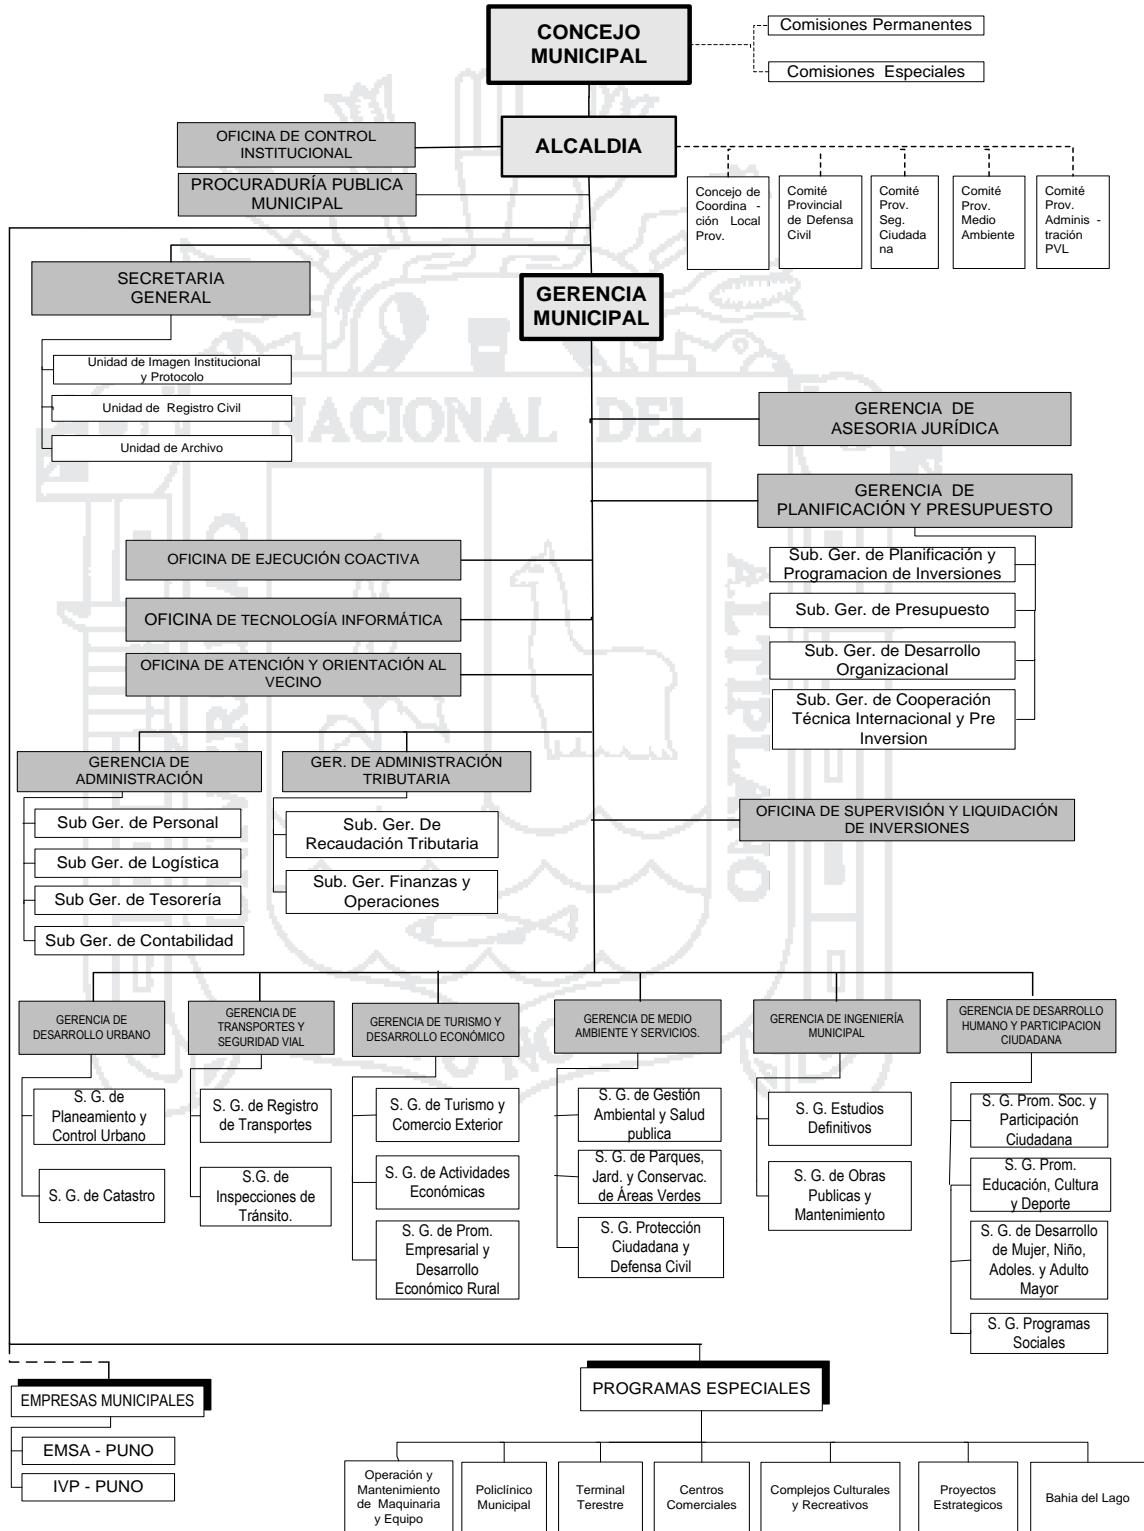 CONCEJO
MUNICIPAL
Comisiones Permanentes
Comisiones Especiales
OFICINA DE CONTROL
INSTITUCIONAL
ALCALDIA
PROCURADURÍA PUBLICA
MUNICIPAL
Concejo de
Coordina -
ción Local
Prov.
Comité
Provincial
de Defensa
Civil
Comité
Prov.
Seg.
Ciudada
na
Comité
Prov.
Medio
Ambiente
Comité
Prov.
Adminis -
tración
PVL
SECRETARIA
GENERAL
GERENCIA
MUNICIPAL
Unidad de Imagen Institucional
y Protocolo
Unidad de Registro Civil
Unidad de Archivo
NACIONAL DEL
UNIVERSIDAD
ALTIPLANO
PUNO
GERENCIA DE
ASESORIA JURÍDICA
GERENCIA DE
PLANIFICACIÓN Y PRESUPUESTO
Sub. Ger. de Planificación y
Programacion de Inversiones
Sub. Ger. de Presupuesto
Sub. Ger. de Desarrollo
Organizacional
Sub. Ger. de Cooperación
Técnica Internacional y Pre
Inversion
OFICINA DE EJECUCIÓN COACTIVA
OFICINA DE TECNOLOGÍA INFORMÁTICA
OFICINA DE ATENCIÓN Y ORIENTACIÓN AL
VECINO
GERENCIA DE
ADMINISTRACIÓN
Sub Ger. de Personal
Sub Ger. de Logística
Sub Ger. de Tesorería
Sub Ger. de Contabilidad
GER. DE ADMINISTRACIÓN
TRIBUTARIA
Sub. Ger. De
Recaudación Tributaria
Sub. Ger. Finanzas y
Operaciones
OFICINA DE SUPERVISIÓN Y LIQUIDACIÓN
DE INVERSIONES
GERENCIA DE
DESARROLLO URBANO
S. G. de
Planeamiento y
Control Urbano
S. G. de Catastro
GERENCIA DE
TRANSPORTES Y
SEGURIDAD VIAL
S. G. de Registro
de Transportes
S.G. de
Inspecciones de
Tránsito.
GERENCIA DE TURISMO Y
DESARROLLO ECONÓMICO
S. G. de Turismo y
Comercio Exterior
S. G. de Actividades
Económicas
S. G. de Prom.
Empresarial y
Desarrollo
Económico Rural
GERENCIA DE MEDIO
AMBIENTE Y SERVICIOS.
S. G. de Gestión
Ambiental y Salud
publica
S. G. de Parques,
Jard. y Conservac.
de Áreas Verdes
S. G. Protección
Ciudadana y
Defensa Civil
GERENCIA DE INGENIERÍA
MUNICIPAL
S. G. Estudios
Definitivos
S. G. de Obras
Publicas y
Mantenimiento
GERENCIA DE DESARROLLO
HUMANO Y PARTICIPACION
CIUDADANA
S. G. Prom. Soc. y
Participación
Ciudadana
S. G. Prom.
Educación, Cultura
y Deporte
S. G. de Desarrollo
de Mujer, Niño,
Adoles. y Adulto
Mayor
S. G. Programas
Sociales
EMPRESAS MUNICIPALES
EMSA - PUNO
IVP - PUNO
PROGRAMAS ESPECIALES
Operación y
Mantenimiento
de Maquinaria
y Equipo
Policlínico
Municipal
Terminal
Terestre
Centros
Comerciales
Complejos Culturales
y Recreativos
Proyectos
Estrategicos
Bahia del Lago